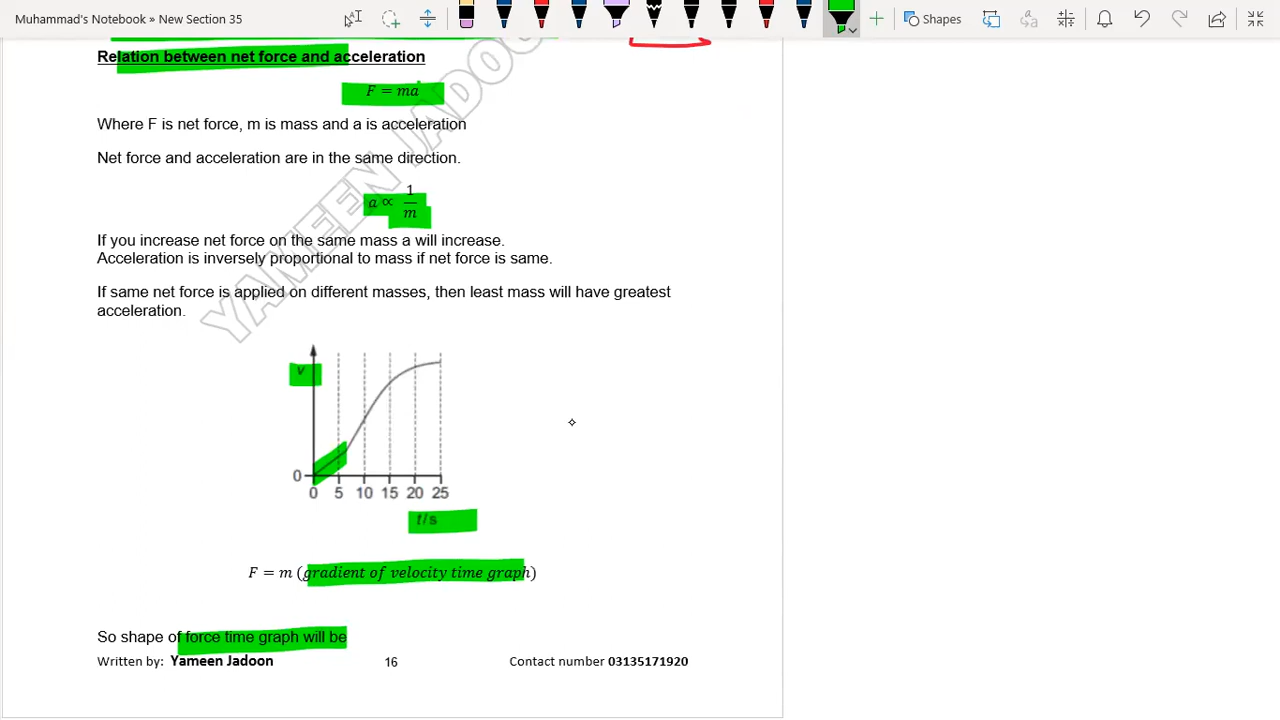 Muhammad's Notebook » New Section 35
Shapes
Relation between net force and acceleration
F = ma
Where F is net force, m is mass and a is acceleration
Net force and acceleration are in the same direction.
a ∝ 1/m
If you increase net force on the same mass a will increase.
Acceleration is inversely proportional to mass if net force is same.
If same net force is applied on different masses, then least mass will have greatest
acceleration.
YAMEEN JADOO
v
0
0 5 10 15 20 25
t/s
F = m (gradient of velocity time graph)
So shape of force time graph will be
Written by: Yameen Jadoon 16 Contact number 03135171920